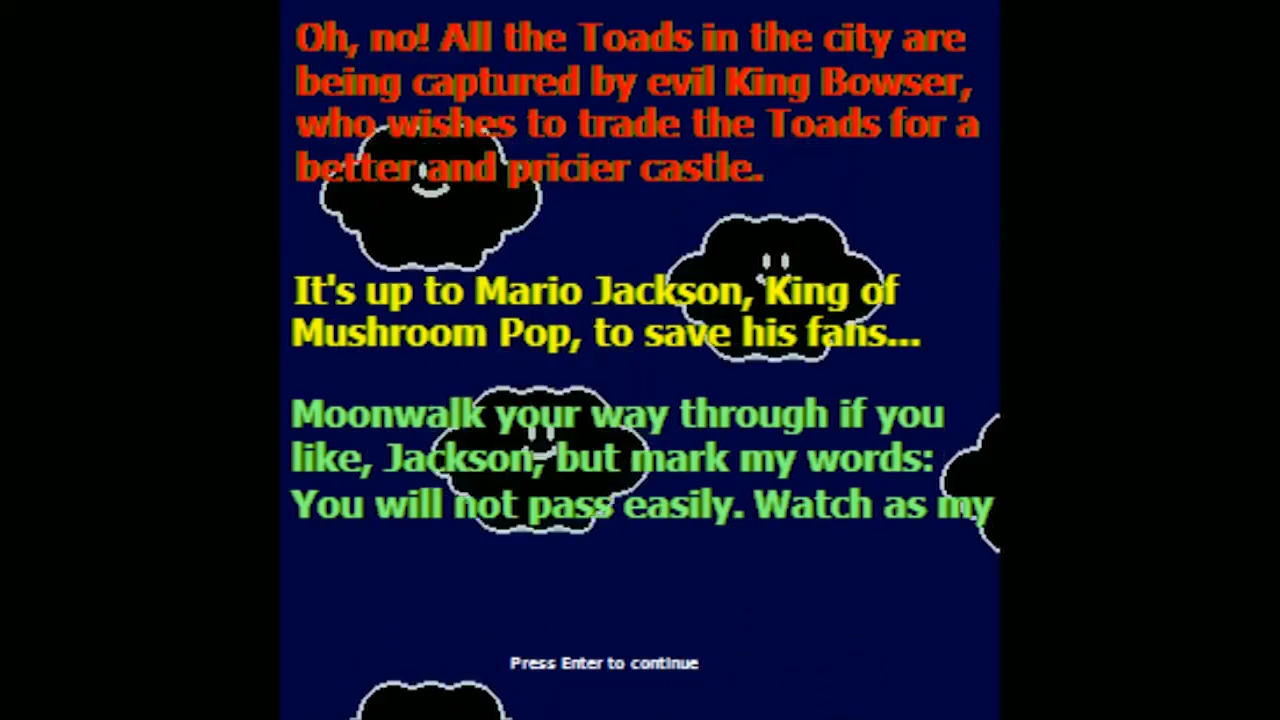 Oh, no! All the Toads in the city are
being captured by evil King Bowser,
who wishes to trade the Toads for a
better and pricier castle.
It's up to Mario Jackson, King of
Mushroom Pop, to save his fans...
Moonwalk your way through if you
like, Jackson, but mark my words:
You will not pass easily. Watch as my
Press Enter to continue